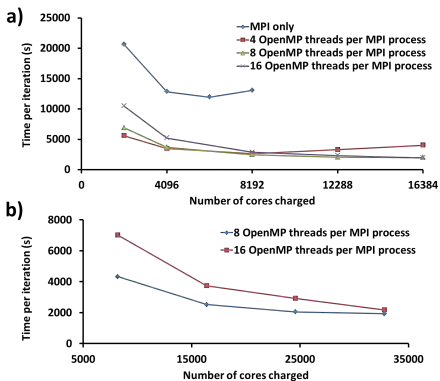 a)
25000
20000
15000
10000
5000
0
Time per iteration (s)
MPI only
4 OpenMP threads per MPI process
8 OpenMP threads per MPI process
16 OpenMP threads per MPI process
0
4096
8192
12288
16384
Number of cores charged
b)
8000
6000
4000
2000
0
Time per iteration (s)
8 OpenMP threads per MPI process
16 OpenMP threads per MPI process
5000
15000
25000
35000
Number of cores charged